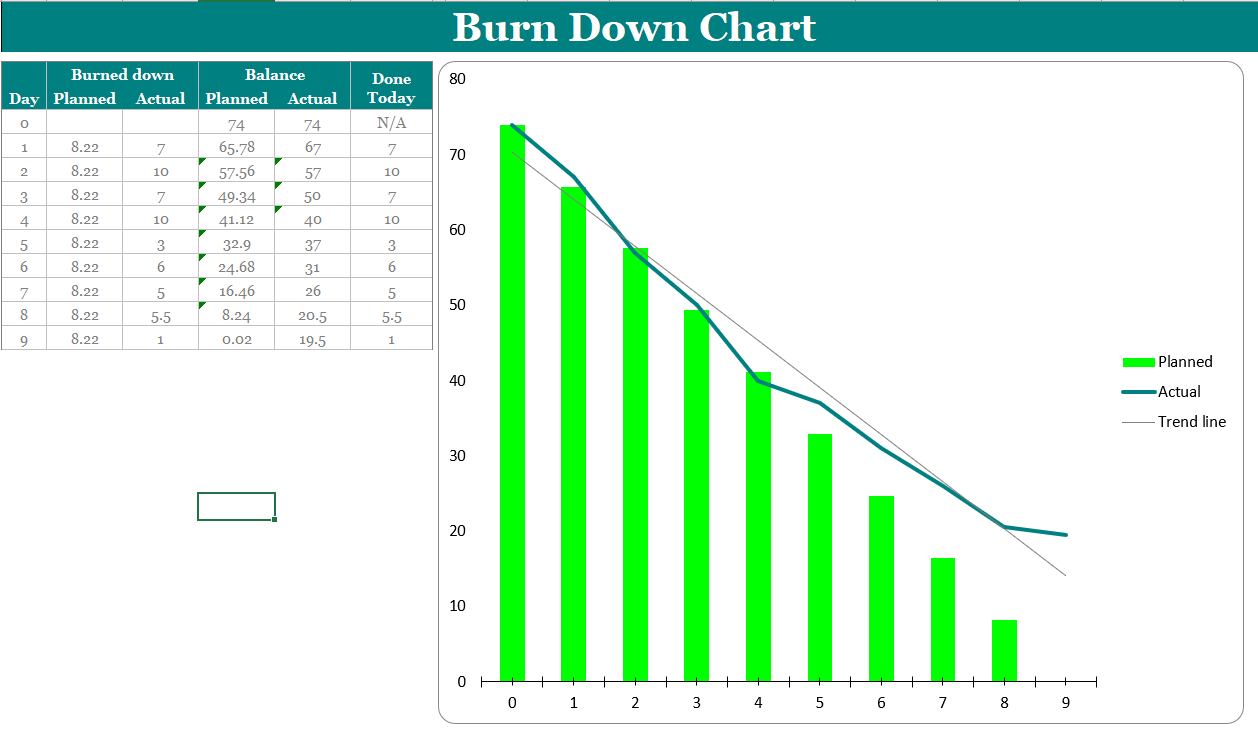 Burn Down Chart
Burned down Balance Done Today
Day Planned Actual Planned Actual
0 74 74 N/A
1 8.22 7 65.78 67 7
2 8.22 10 57.56 57 10
3 8.22 7 49.34 50 7
4 8.22 10 41.12 40 10
5 8.22 3 32.9 37 3
6 8.22 6 24.68 31 6
7 8.22 5 16.46 26 5
8 8.22 5.5 8.24 20.5 5.5
9 8.22 1 0.02 19.5 1
80
70
60
50
40
30
20
10
0
0 1 2 3 4 5 6 7 8 9
Planned
Actual
Trend line